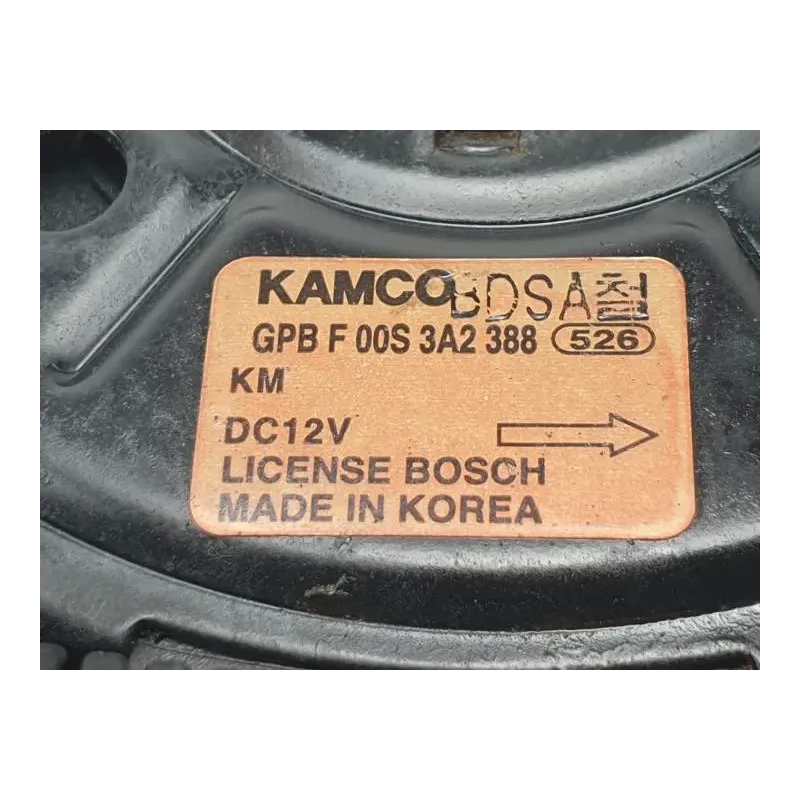 KAMCO BDSA철
GPB F 00S 3A2 388 526
KM
DC12V
LICENSE BOSCH
MADE IN KOREA